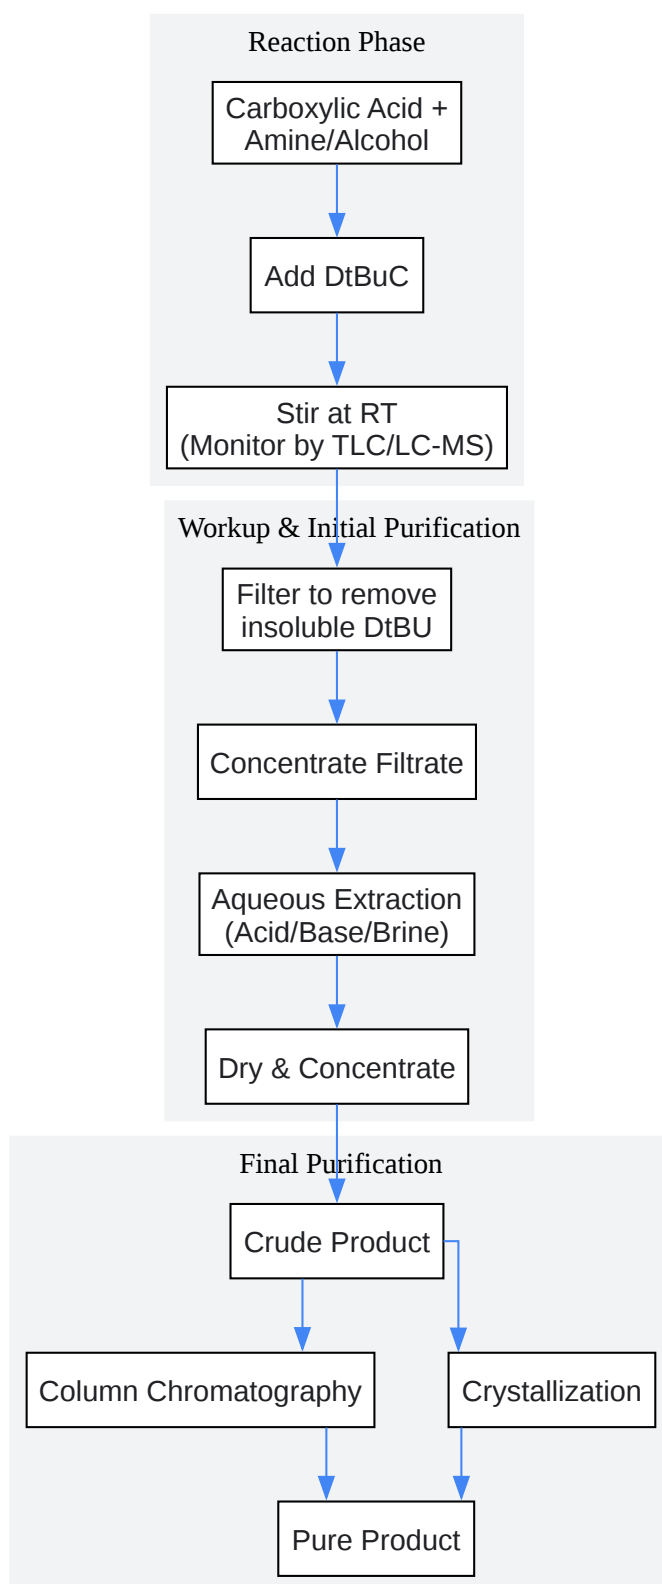 Reaction Phase
Carboxylic Acid +
Amine/Alcohol
Add DtBuC
Stir at RT
(Monitor by TLC/LC-MS)
Workup & Initial Purification
Filter to remove
insoluble DtBU
Concentrate Filtrate
Aqueous Extraction
(Acid/Base/Brine)
Dry & Concentrate
Final Purification
Crude Product
Column Chromatography
Crystallization
Pure Product